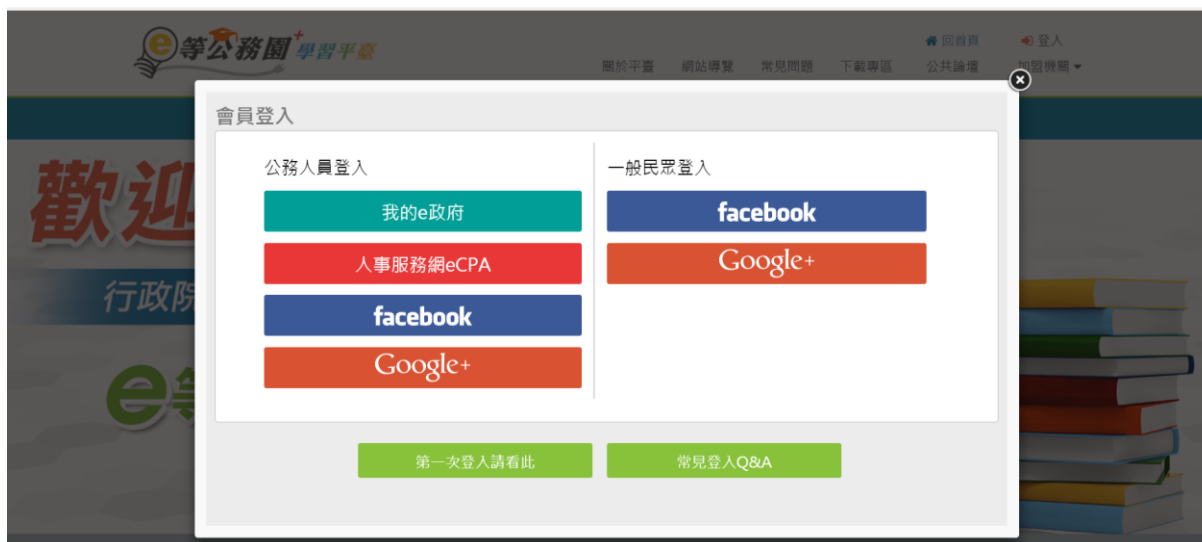 e等公務園+學習平臺
回首頁 登入
關於平臺 網站導覽 常見問題 下載專區 公共論壇 加盟機關
會員登入
歡迎
公務人員登入
一般民眾登入
我的e政府
facebook
人事服務網eCPA
Google+
行政院
facebook
Google+
e等
第一次登入請看此
常見登入Q&A